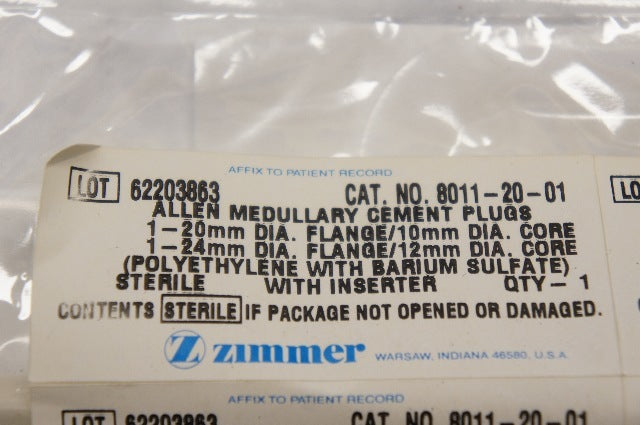 AFFIX TO PATIENT RECORD
LOT 62203863 CAT. NO. 8011-20-01
ALLEN MEDULLARY CEMENT PLUGS
1-20mm DIA. FLANGE/10mm DIA. CORE
1-24mm DIA. FLANGE/12mm DIA. CORE
(POLYETHYLENE WITH BARIUM SULFATE)
STERILE WITH INSERTER QTY- 1
CONTENTS STERILE IF PACKAGE NOT OPENED OR DAMAGED.
Z zimmer WARSAW, INDIANA 46580, U.S.A.
AFFIX TO PATIENT RECORD
LOT 62203863 CAT. NO. 8011-20-01